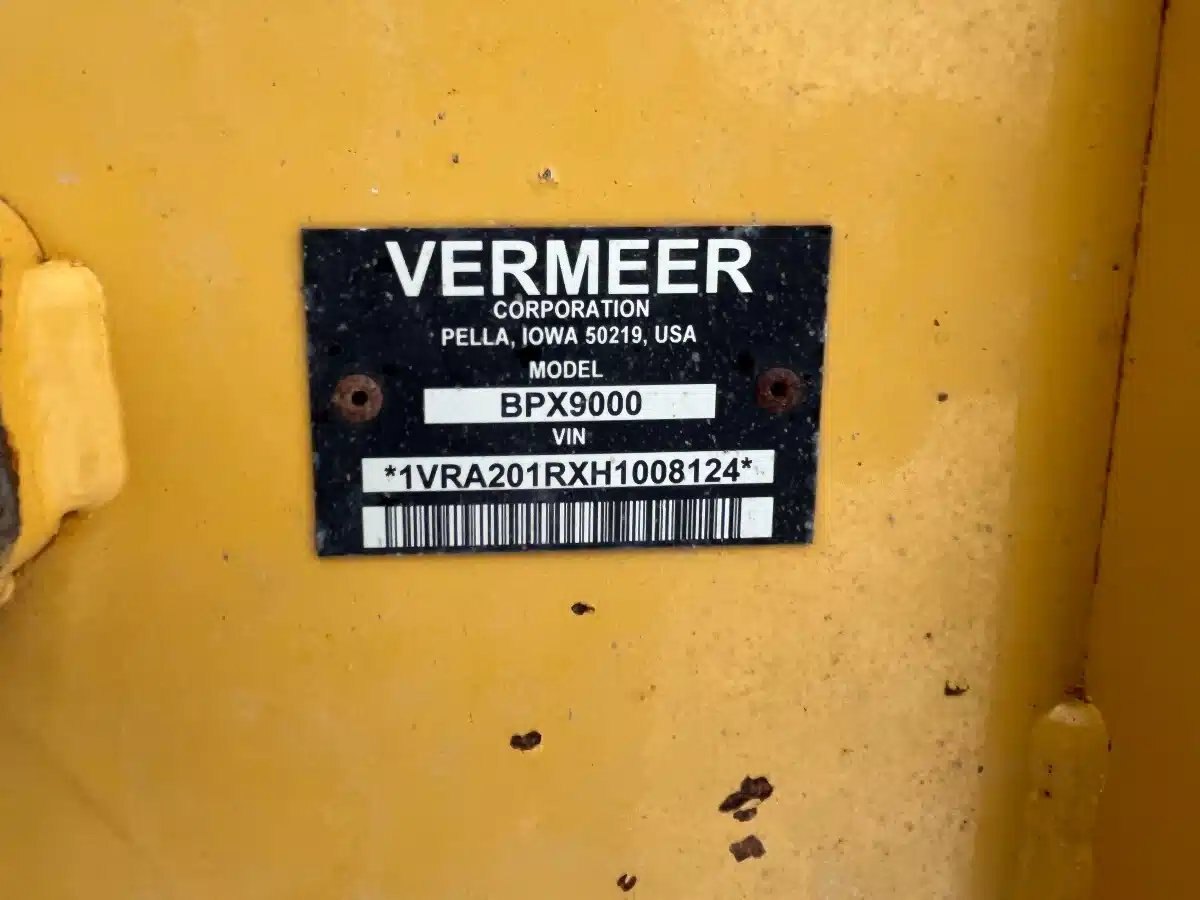 VERMEER
CORPORATION
PELLA, IOWA 50219, USA
MODEL
BPX9000
VIN
*1VRA201RXH1008124*